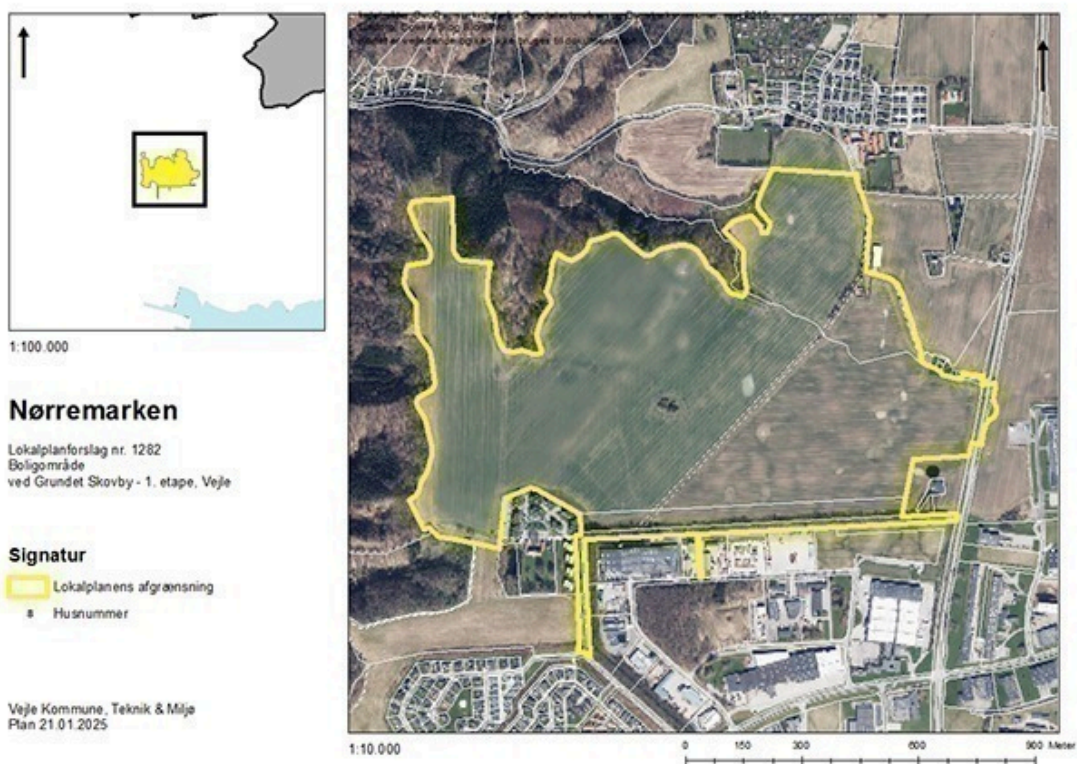 1:100.000
Nørremarken
Lokalplanforslag nr. 1282
Boligområde
ved Grundet Skovby - 1. etape, Vejle
Signatur
Lokalplanens afgrænsning
8 Husnummer
Vejle Kommune, Teknik & Miljø
Plan 21.01.2025
1:10.000
0 150 300 600 900 Meter